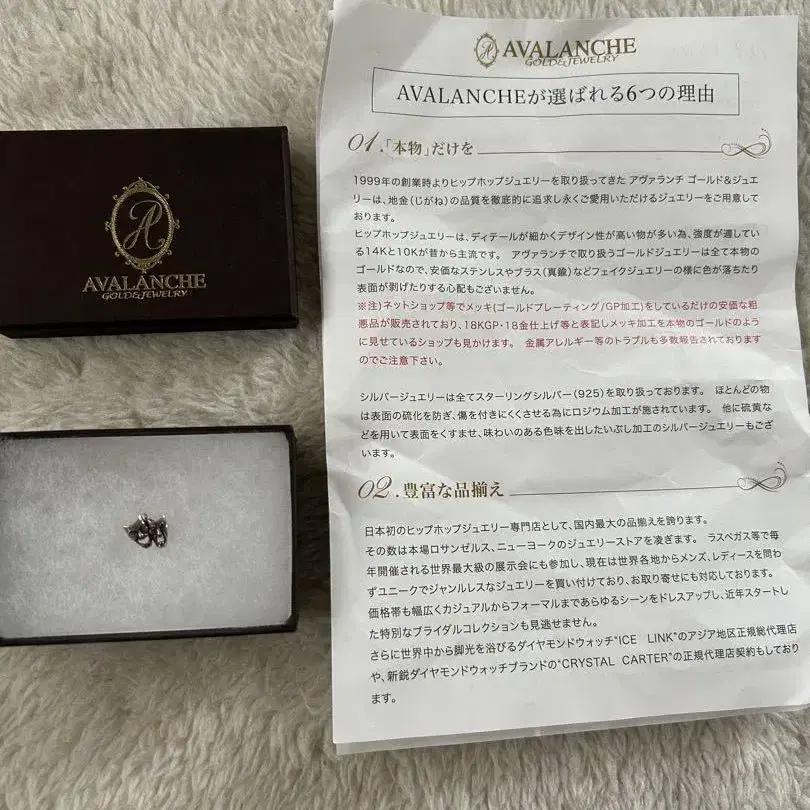 AVALANCHE
GOLD&JEWELRY
AVALANCHE
GOLD&JEWELRY
AVALANCHEが選ばれる6つの理由
01.「本物」だけを
1999年の創業時よりヒップホップジュエリーを取り扱ってきた アヴァランチ ゴールド&ジュエ
リーは、地金(じがね)の品質を徹底的に追求し永くご愛用いただけるジュエリーをご用意して
おります。
ヒップホップジュエリーは、ディテールが細かくデザイン性が高い物が多い為、強度が適してい
る14Kと10Kが昔から主流です。 アヴァランチで取り扱うゴールドジュエリーは全て本物の
ゴールドなので、安価なステンレスやブラス(真鍮)などフェイクジュエリーの様に色が落ちたり
表面が剥げたりする心配もございません。
※注)ネットショップ等でメッキ(ゴールドプレーティング/GP加工)をしているだけの安価な粗
悪品が販売されており、18KGP・18金仕上げ等と表記しメッキ加工を本物のゴールドのよう
に見せているショップも見かけます。 金属アレルギー等のトラブルも多数報告されております
のでご注意下さい。
シルバージュエリーは全てスターリングシルバー(925)を取り扱っております。 ほとんどの物
は表面の硫化を防ぎ、傷を付きにくくさせる為にロジウム加工が施されています。 他に硫黄な
どを用いて表面をくすませ、味わいのある色味を出したいぶし加工のシルバージュエリーもござ
います。
02.豊富な品揃え
日本初のヒップホップジュエリー専門店として、国内最大の品揃えを誇ります。
その数は本場ロサンゼルス、ニューヨークのジュエリーストアを凌ぎます。 ラスベガス等で毎
年開催される世界最大級の展示会にも参加し、現在は世界各地からメンズ、レディースを問わ
ずユニークでジャンルレスなジュエリーを買い付けており、お取り寄せにも対応しております。
価格帯も幅広くカジュアルからフォーマルまであらゆるシーンをドレスアップし、近年スタートし
た特別なブライダルコレクションも見逃せません。
さらに世界中から脚光を浴びるダイヤモンドウォッチ"ICE LINK"のアジア地区正規総代理店
や、新鋭ダイヤモンドウォッチブランドの"CRYSTAL CARTER"の正規代理店契約もしており
ます。